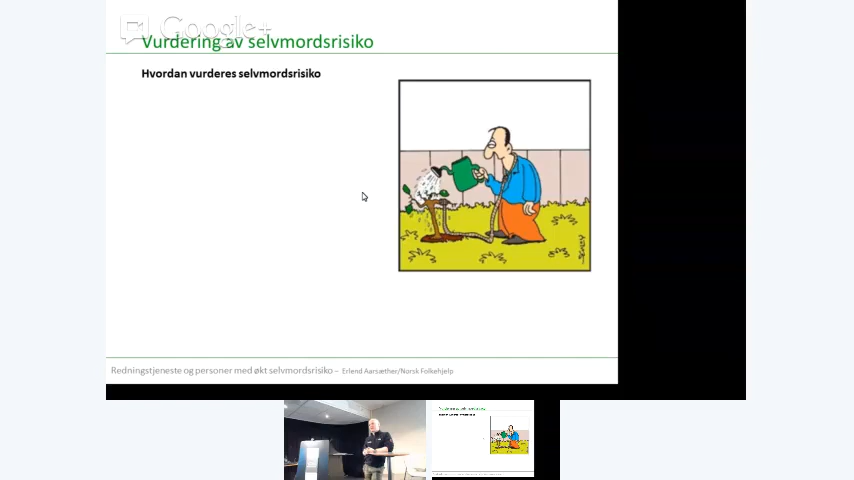 Google+
Vurdering av selvmordsrisiko
Hvordan vurderes selvmordsrisiko
Redningstjeneste og personer med økt selvmordsrisiko – Erlend Aarsæther/Norsk Folkehjelp